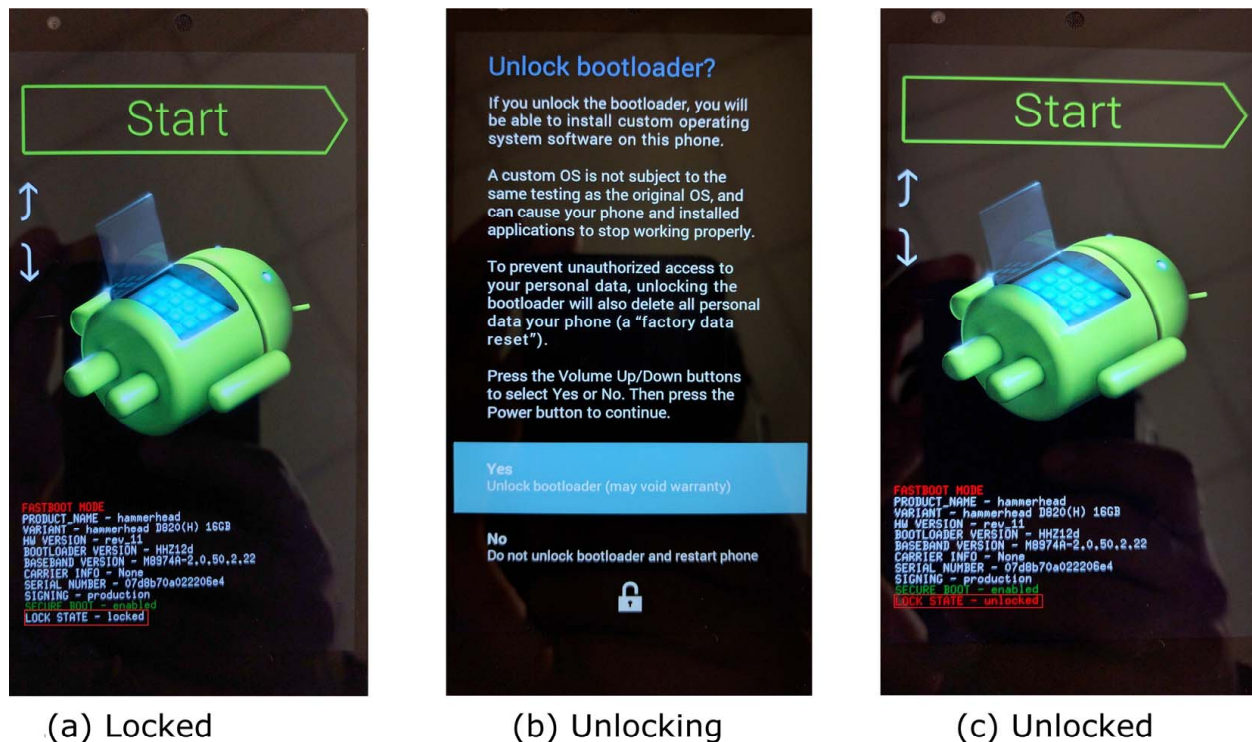 Start
FASTBOOT MODE
PRODUCT_NAME - hammerhead
VARIANT - hammerhead D820(H) 16GB
HW VERSION - rev_11
BOOTLOADER VERSION - HHZ12d
BASEBAND VERSION - M8974A-2.0.50.2.22
CARRIER INFO - None
SERIAL NUMBER - 07d8b70a022206e4
SIGNING - production
SECURE BOOT - enabled
LOCK STATE - locked
(a) Locked
Unlock bootloader?
If you unlock the bootloader, you will
be able to install custom operating
system software on this phone.
A custom OS is not subject to the
same testing as the original OS, and
can cause your phone and installed
applications to stop working properly.
To prevent unauthorized access to
your personal data, unlocking the
bootloader will also delete all personal
data your phone (a “factory data
reset”).
Press the Volume Up/Down buttons
to select Yes or No. Then press the
Power button to continue.
Yes
Unlock bootloader (may void warranty)
No
Do not unlock bootloader and restart phone
(b) Unlocking
Start
FASTBOOT MODE
PRODUCT_NAME - hammerhead
VARIANT - hammerhead D820(H) 16GB
HW VERSION - rev_11
BOOTLOADER VERSION - HHZ12d
BASEBAND VERSION - M8974A-2.0.50.2.22
CARRIER INFO - None
SERIAL NUMBER - 07d8b70a022206e4
SIGNING - production
SECURE BOOT - enabled
LOCK STATE - unlocked
(c) Unlocked